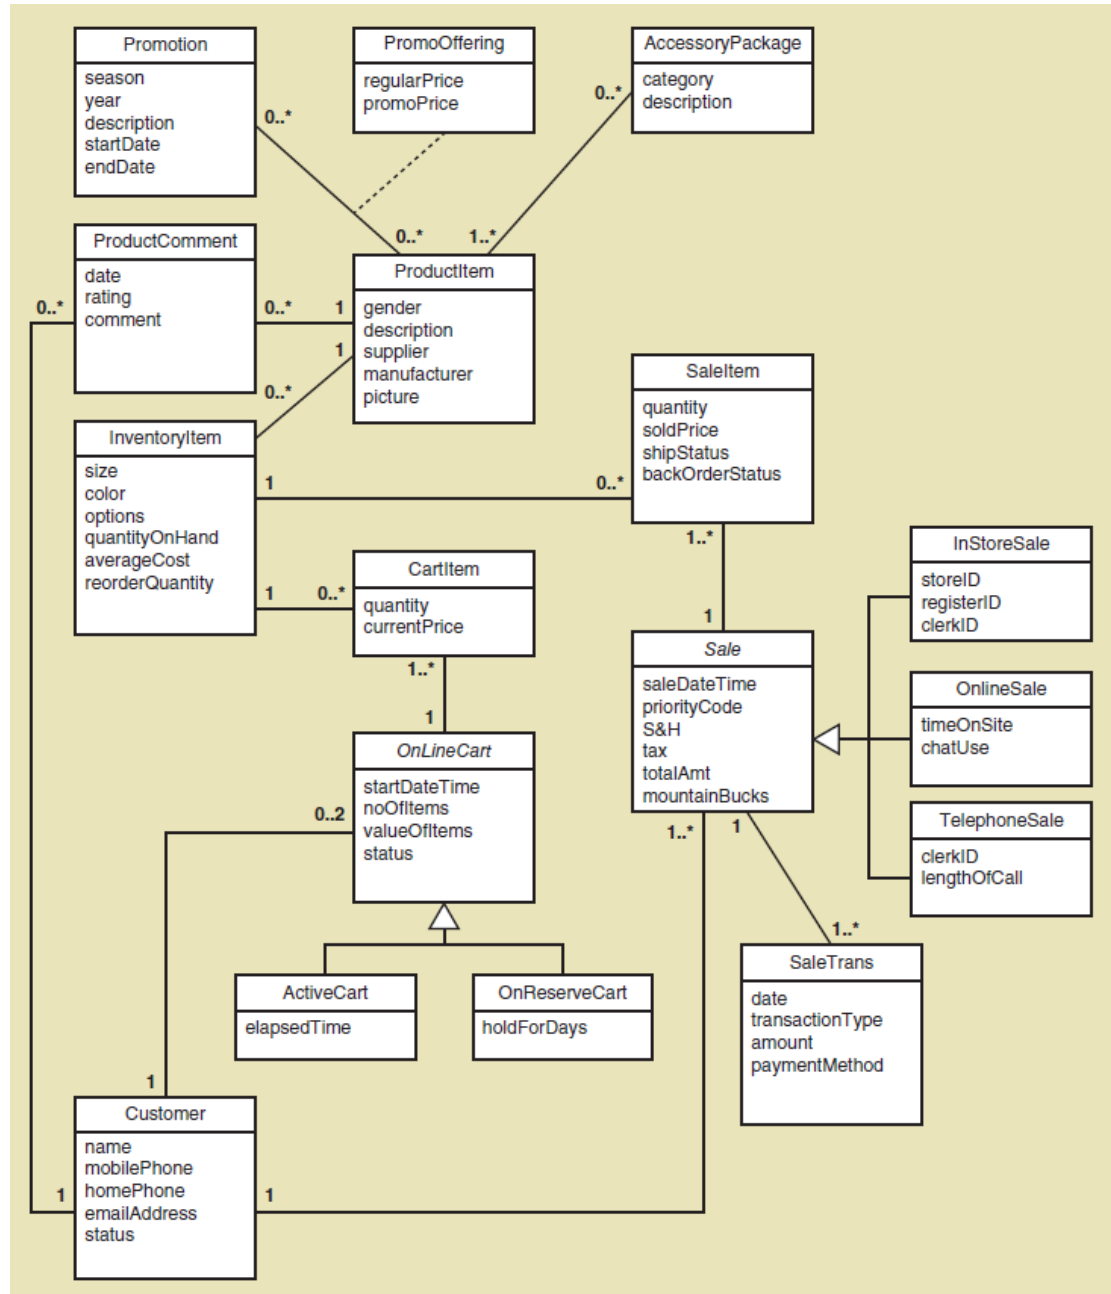 Promotion
season
year
description
startDate
endDate
0..*
PromoOffering
regularPrice
promoPrice
AccessoryPackage
category
description
0..*
0..*
1..*
ProductComment
date
rating
comment
0..*
0..*
1
ProductItem
gender
description
supplier
manufacturer
picture
1
0..*
InventoryItem
size
color
options
quantityOnHand
averageCost
reorderQuantity
1
0..*
SaleItem
quantity
soldPrice
shipStatus
backOrderStatus
1..*
1
1
0..*
CartItem
quantity
currentPrice
1..*
1
OnLineCart
startDateTime
noOfItems
valueOfItems
status
0..2
Sale
saleDateTime
priorityCode
S&H
tax
totalAmt
mountainBucks
1..*
1
InStoreSale
storeID
registerID
clerkID
OnlineSale
timeOnSite
chatUse
TelephoneSale
clerkID
lengthOfCall
1..*
SaleTrans
date
transactionType
amount
paymentMethod
ActiveCart
elapsedTime
OnReserveCart
holdForDays
1
Customer
name
mobilePhone
homePhone
emailAddress
status
1
1